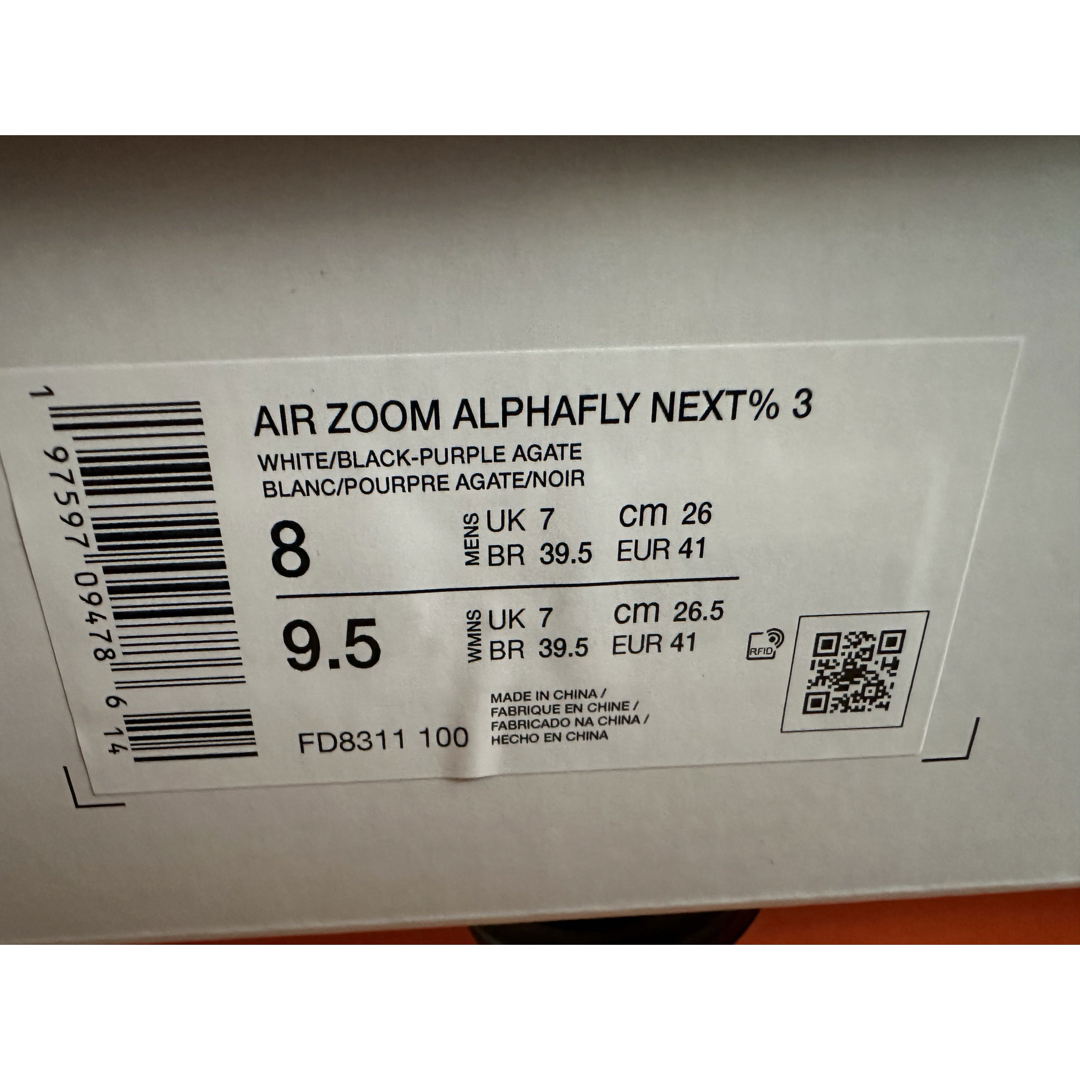 1 97597 09478 6 14
AIR ZOOM ALPHAFLY NEXT% 3
WHITE/BLACK-PURPLE AGATE
BLANC/POURPRE AGATE/NOIR
8 MENS UK 7 cm 26
BR 39.5 EUR 41
9.5 WMNS UK 7 cm 26.5
BR 39.5 EUR 41
RFID
MADE IN CHINA /
FABRIQUE EN CHINE /
FABRICADO NA CHINA /
HECHO EN CHINA
FD8311 100